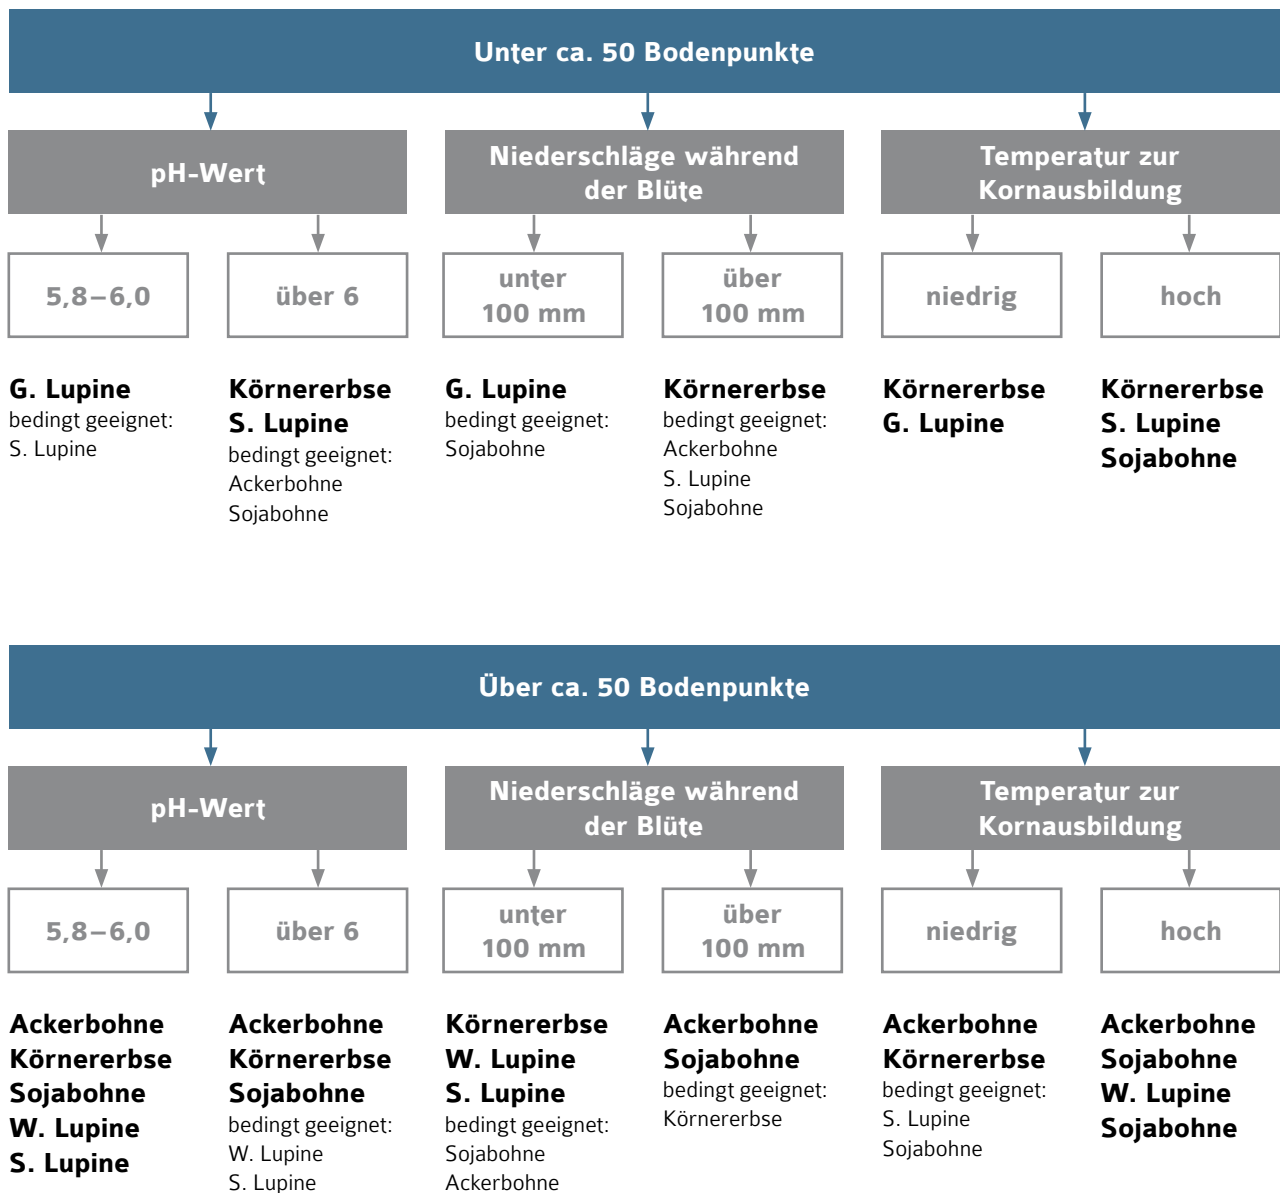 Unter ca. 50 Bodenpunkte
pH-Wert
Niederschläge während
der Blüte
Temperatur zur
Kornausbildung
5,8–6,0
über 6
unter
100 mm
über
100 mm
niedrig
hoch
G. Lupine
bedingt geeignet:
S. Lupine
Körnererbse
S. Lupine
bedingt geeignet:
Ackerbohne
Sojabohne
G. Lupine
bedingt geeignet:
Sojabohne
Körnererbse
bedingt geeignet:
Ackerbohne
S. Lupine
Sojabohne
Körnererbse
G. Lupine
Körnererbse
S. Lupine
Sojabohne
Über ca. 50 Bodenpunkte
pH-Wert
Niederschläge während
der Blüte
Temperatur zur
Kornausbildung
5,8–6,0
über 6
unter
100 mm
über
100 mm
niedrig
hoch
Ackerbohne
Körnererbse
Sojabohne
W. Lupine
S. Lupine
Ackerbohne
Körnererbse
Sojabohne
bedingt geeignet:
W. Lupine
S. Lupine
Körnererbse
W. Lupine
S. Lupine
bedingt geeignet:
Sojabohne
Ackerbohne
Ackerbohne
Sojabohne
bedingt geeignet:
Körnererbse
Ackerbohne
Körnererbse
bedingt geeignet:
S. Lupine
Sojabohne
Ackerbohne
Sojabohne
W. Lupine
Sojabohne